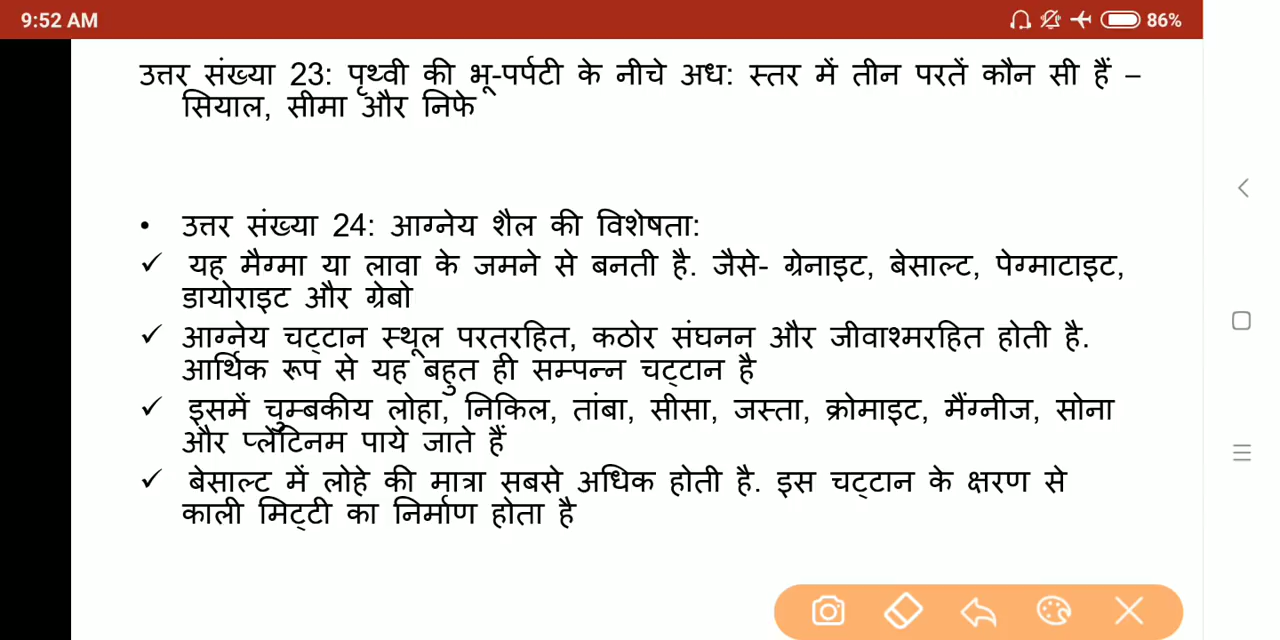 9:52 AM
86%
उत्तर संख्या 23: पृथ्वी की भू-पर्पटी के नीचे अध: स्तर में तीन परतें कौन सी हैं –
सियाल, सीमा और निफे
• उत्तर संख्या 24: आग्नेय शैल की विशेषता:
✓ यह मैग्मा या लावा के जमने से बनती है. जैसे- ग्रेनाइट, बेसाल्ट, पेग्माटाइट,
डायोराइट और ग्रेबो
✓ आग्नेय चट्टान स्थूल परतरहित, कठोर संघनन और जीवाश्मरहित होती है.
आर्थिक रूप से यह बहुत ही सम्पन्न चट्टान है
✓ इसमें चुम्बकीय लोहा, निकिल, तांबा, सीसा, जस्ता, क्रोमाइट, मैंग्नीज, सोना
और प्लेटिनम पाये जाते हैं
✓ बेसाल्ट में लोहे की मात्रा सबसे अधिक होती है. इस चट्टान के क्षरण से
काली मिट्टी का निर्माण होता है